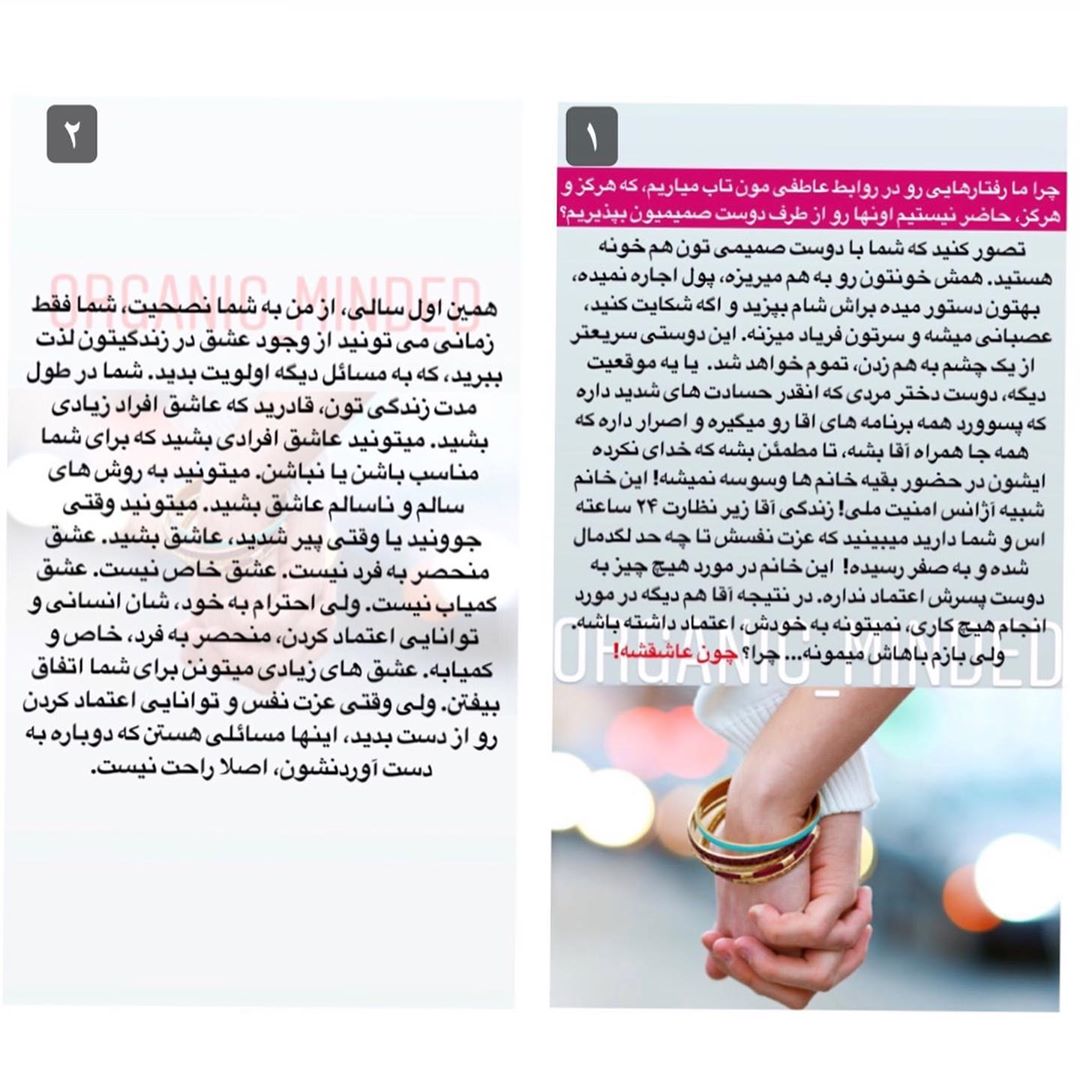 ۱
چرا ما رفتارهایی رو در روابط عاطفی مون تاب میاریم، که هرگز و
هرگز، حاضر نیستیم اونها رو از طرف دوست صمیمیون بپذیریم؟
تصور کنید که شما با دوست صمیمی تون هم خونه
هستید. همش خونتون رو به هم میریزه، پول اجاره نمیده،
بهتون دستور میده براش شام بپزید و اگه شکایت کنید،
عصبانی میشه و سرتون فریاد میزنه. این دوستی سریعتر
از یک چشم به هم زدن، تموم خواهد شد. یا یه موقعیت
دیگه، دوست دختر مردی که انقدر حسادت های شدید داره
که پسوورد همه برنامه های اقا رو میگیره و اصرار داره که
همه جا همراه آقا بشه، تا مطمئن بشه که خدای نکرده
ایشون در حضور بقیه خانم ها وسوسه نمیشه! این خانم
شبیه آژانس امنیت ملی! زندگی آقا زیر نظارت ۲۴ ساعته
اس و شما دارید میبینید که عزت نفسش تا چه حد لگدمال
شده و به صفر رسیده! این خانم در مورد هیچ چیز به
دوست پسرش اعتماد نداره. در نتیجه آقا هم دیگه در مورد
انجام هیچ کاری، نمیتونه به خودش، اعتماد داشته باشه.
ولی بازم باهاش میمونه... چرا؟ چون عاشقشه!
ORGANIC_MINDED
۲
ORGANIC_MINDED
همین اول سالی، از من به شما نصحیت، شما فقط
زمانی می تونید از وجود عشق در زندگیتون لذت
ببرید، که به مسائل دیگه اولویت بدید. شما در طول
مدت زندگی تون، قادرید که عاشق افراد زیادی
بشید. میتونید عاشق افرادی بشید که برای شما
مناسب باشن یا نباشن. میتونید به روش های
سالم و ناسالم عاشق بشید. میتونید وقتی
جوونید یا وقتی پیر شدید، عاشق بشید. عشق
منحصر به فرد نیست. عشق خاص نیست. عشق
کمیاب نیست. ولی احترام به خود، شان انسانی و
توانایی اعتماد کردن، منحصر به فرد، خاص و
کمیابه. عشق های زیادی میتونن برای شما اتفاق
بیفتن. ولی وقتی عزت نفس و توانایی اعتماد کردن
رو از دست بدید، اینها مسائلی هستن که دوباره به
دست آوردنشون، اصلا راحت نیست.